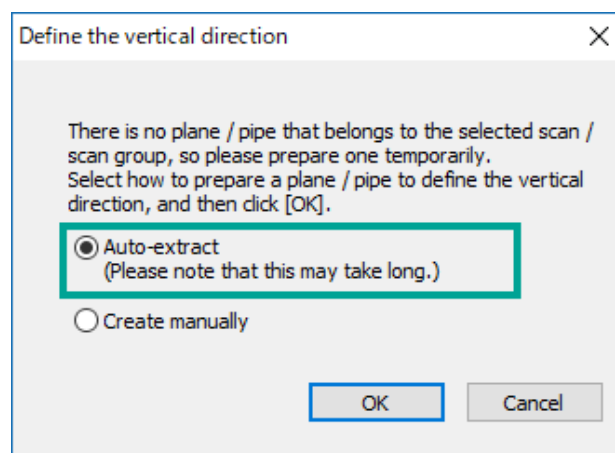 Define the vertical direction
There is no plane / pipe that belongs to the selected scan /
scan group, so please prepare one temporarily.
Select how to prepare a plane / pipe to define the vertical
direction, and then click [OK].
Auto-extract
(Please note that this may take long.)
Create manually
OK
Cancel